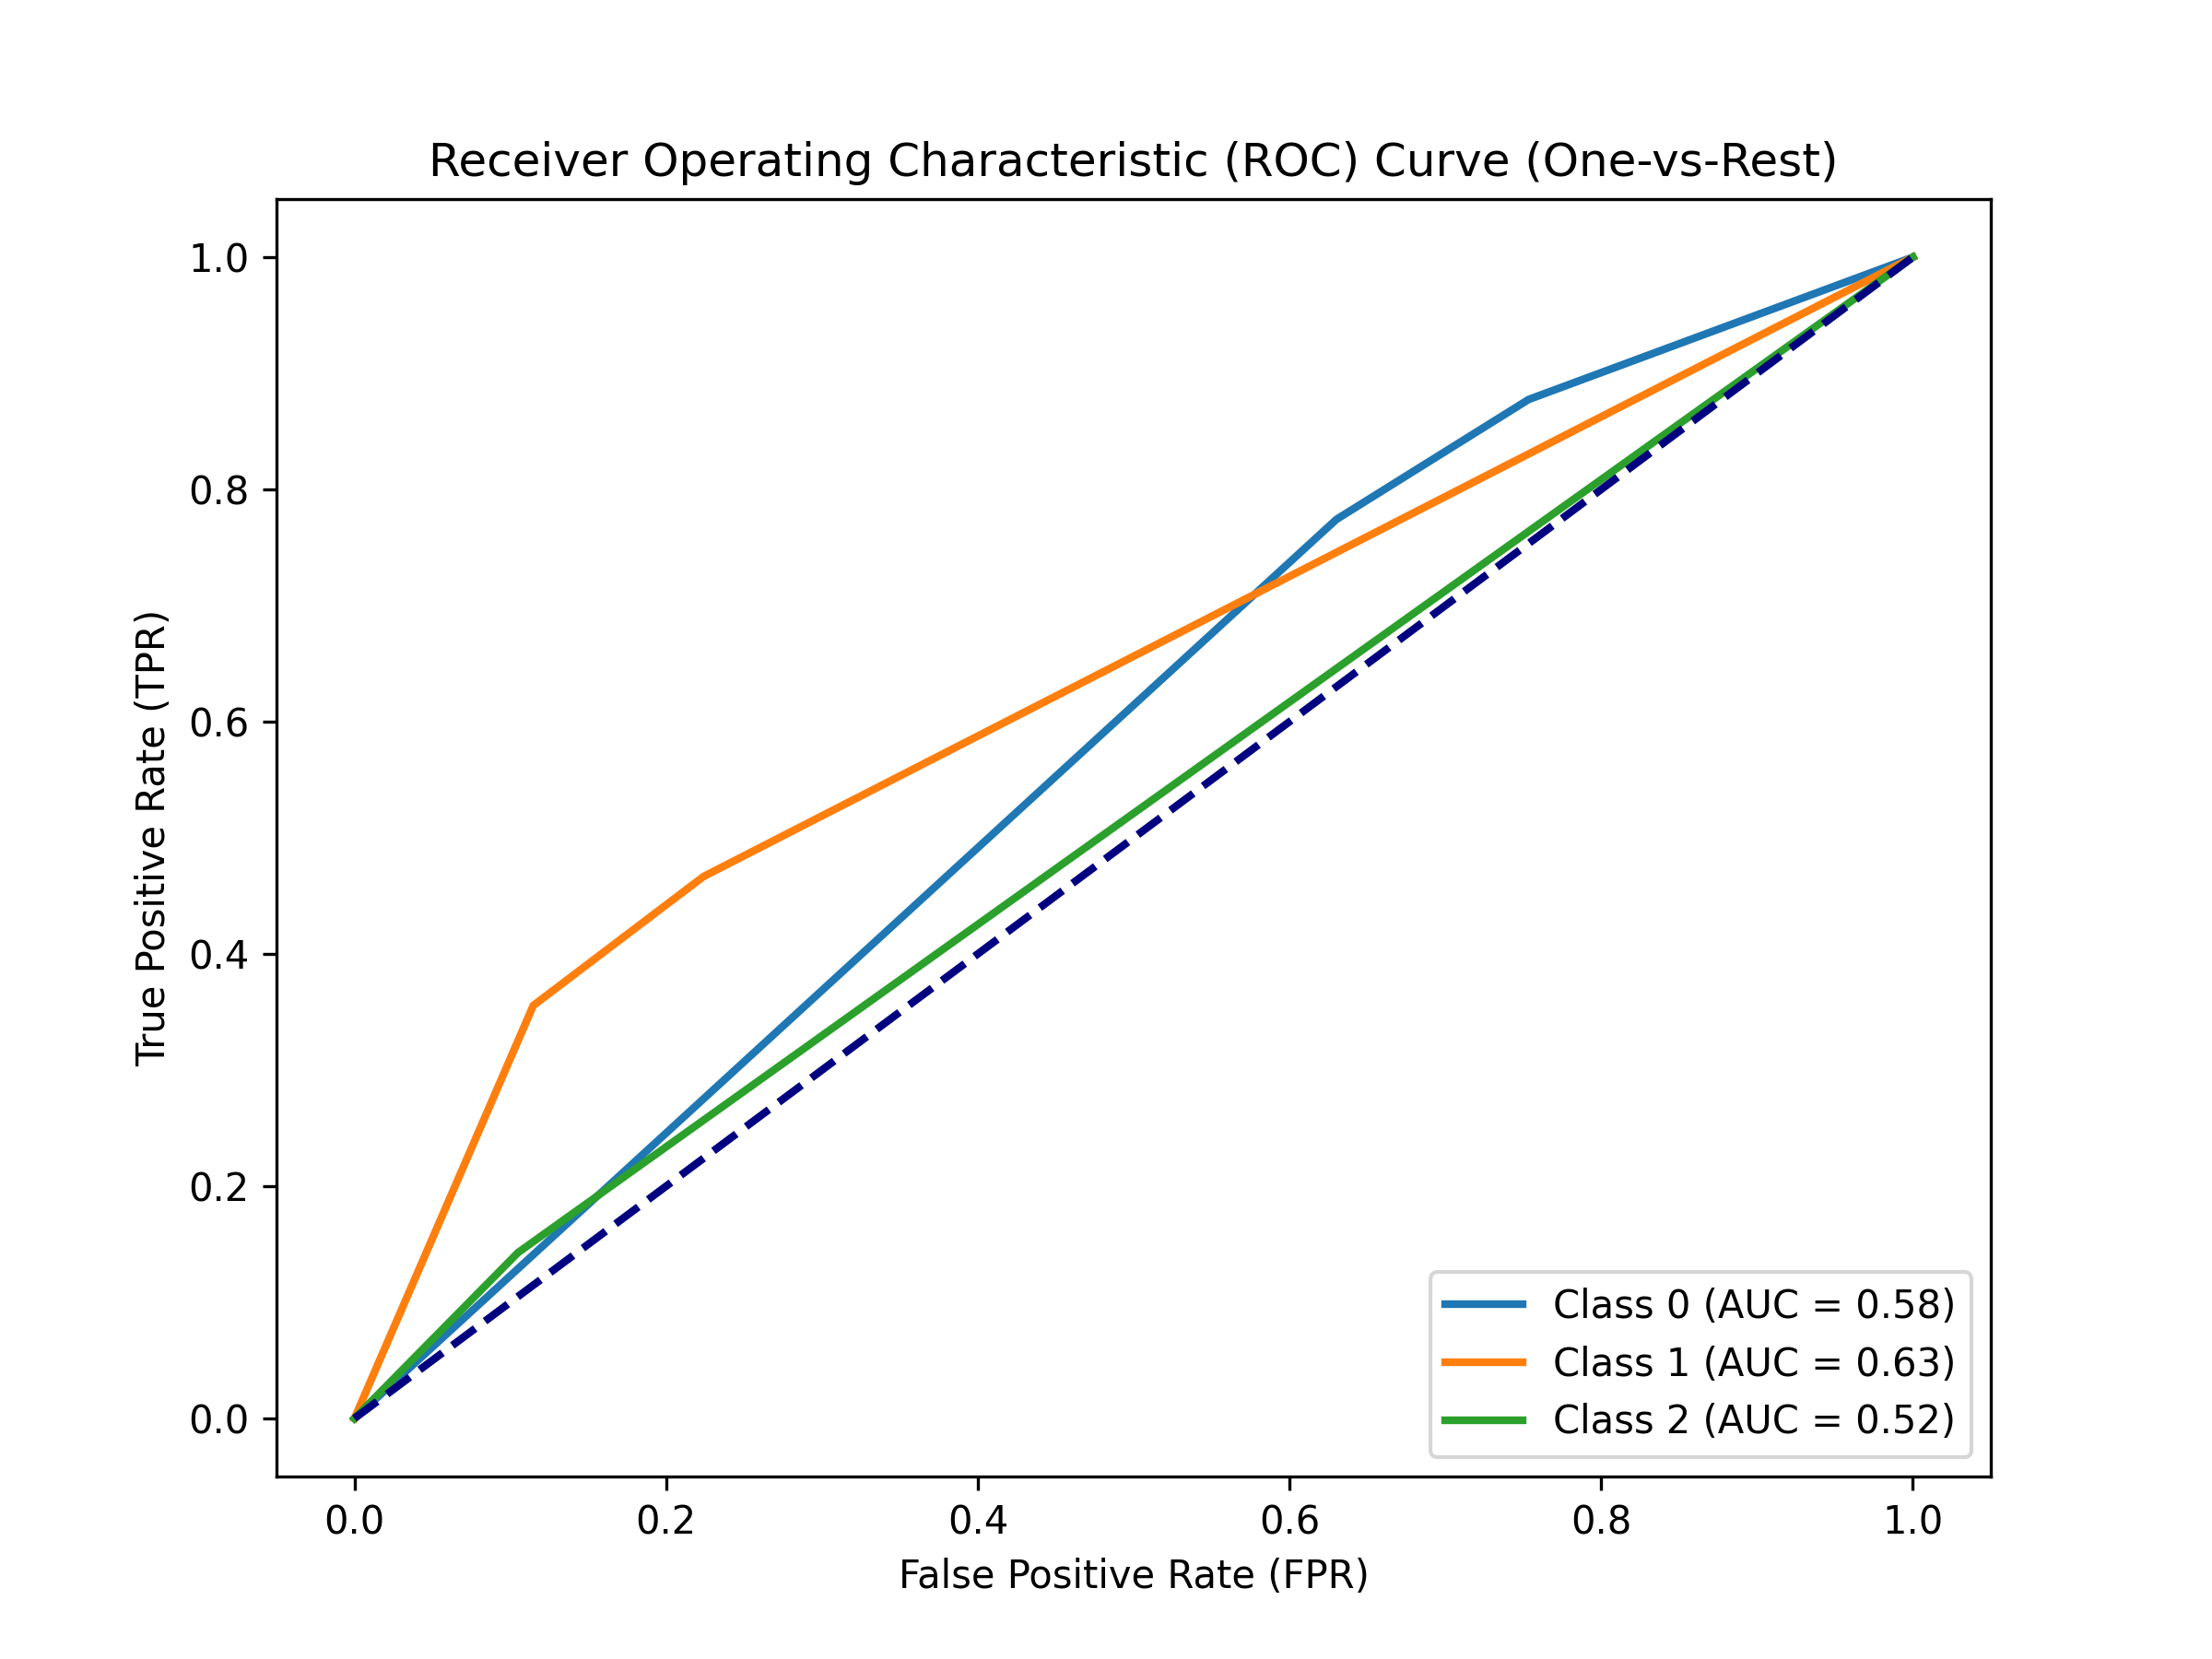 Receiver Operating Characteristic (ROC) Curve (One-vs-Rest)
1.0
0.8
0.6
0.4
0.2
0.0
True Positive Rate (TPR)
Class 0 (AUC = 0.58)
Class 1 (AUC = 0.63)
Class 2 (AUC = 0.52)
0.0 0.2 0.4 0.6 0.8 1.0
False Positive Rate (FPR)